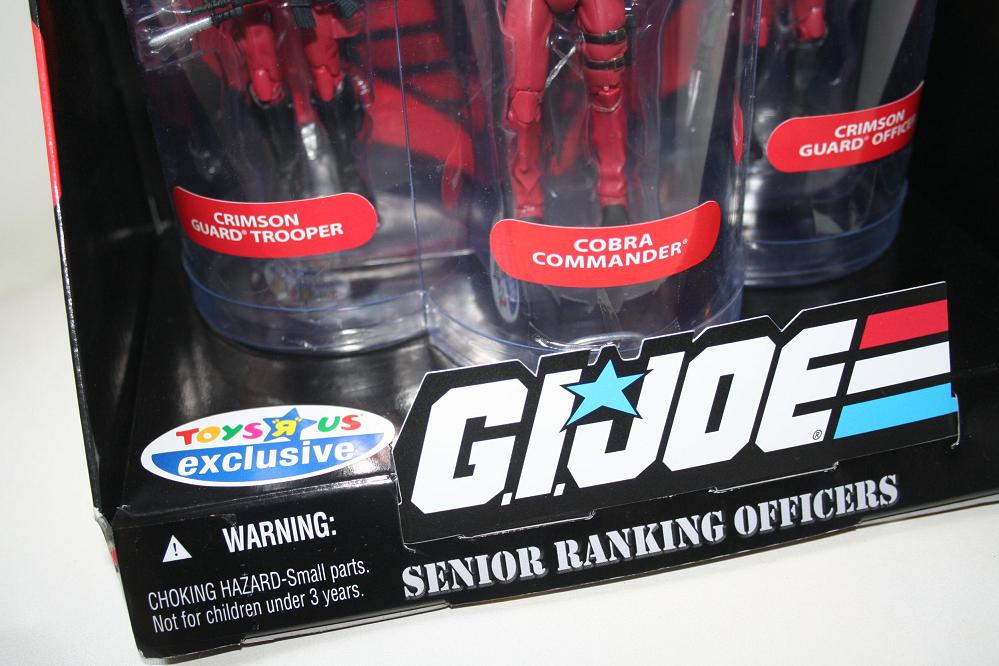 CRIMSON
GUARD® TROOPER
COBRA
COMMANDER®
CRIMSON
GUARD® OFFICER
TOYS R US
exclusive
G.I.JOE®
SENIOR RANKING OFFICERS
WARNING:
CHOKING HAZARD-Small parts.
Not for children under 3 years.